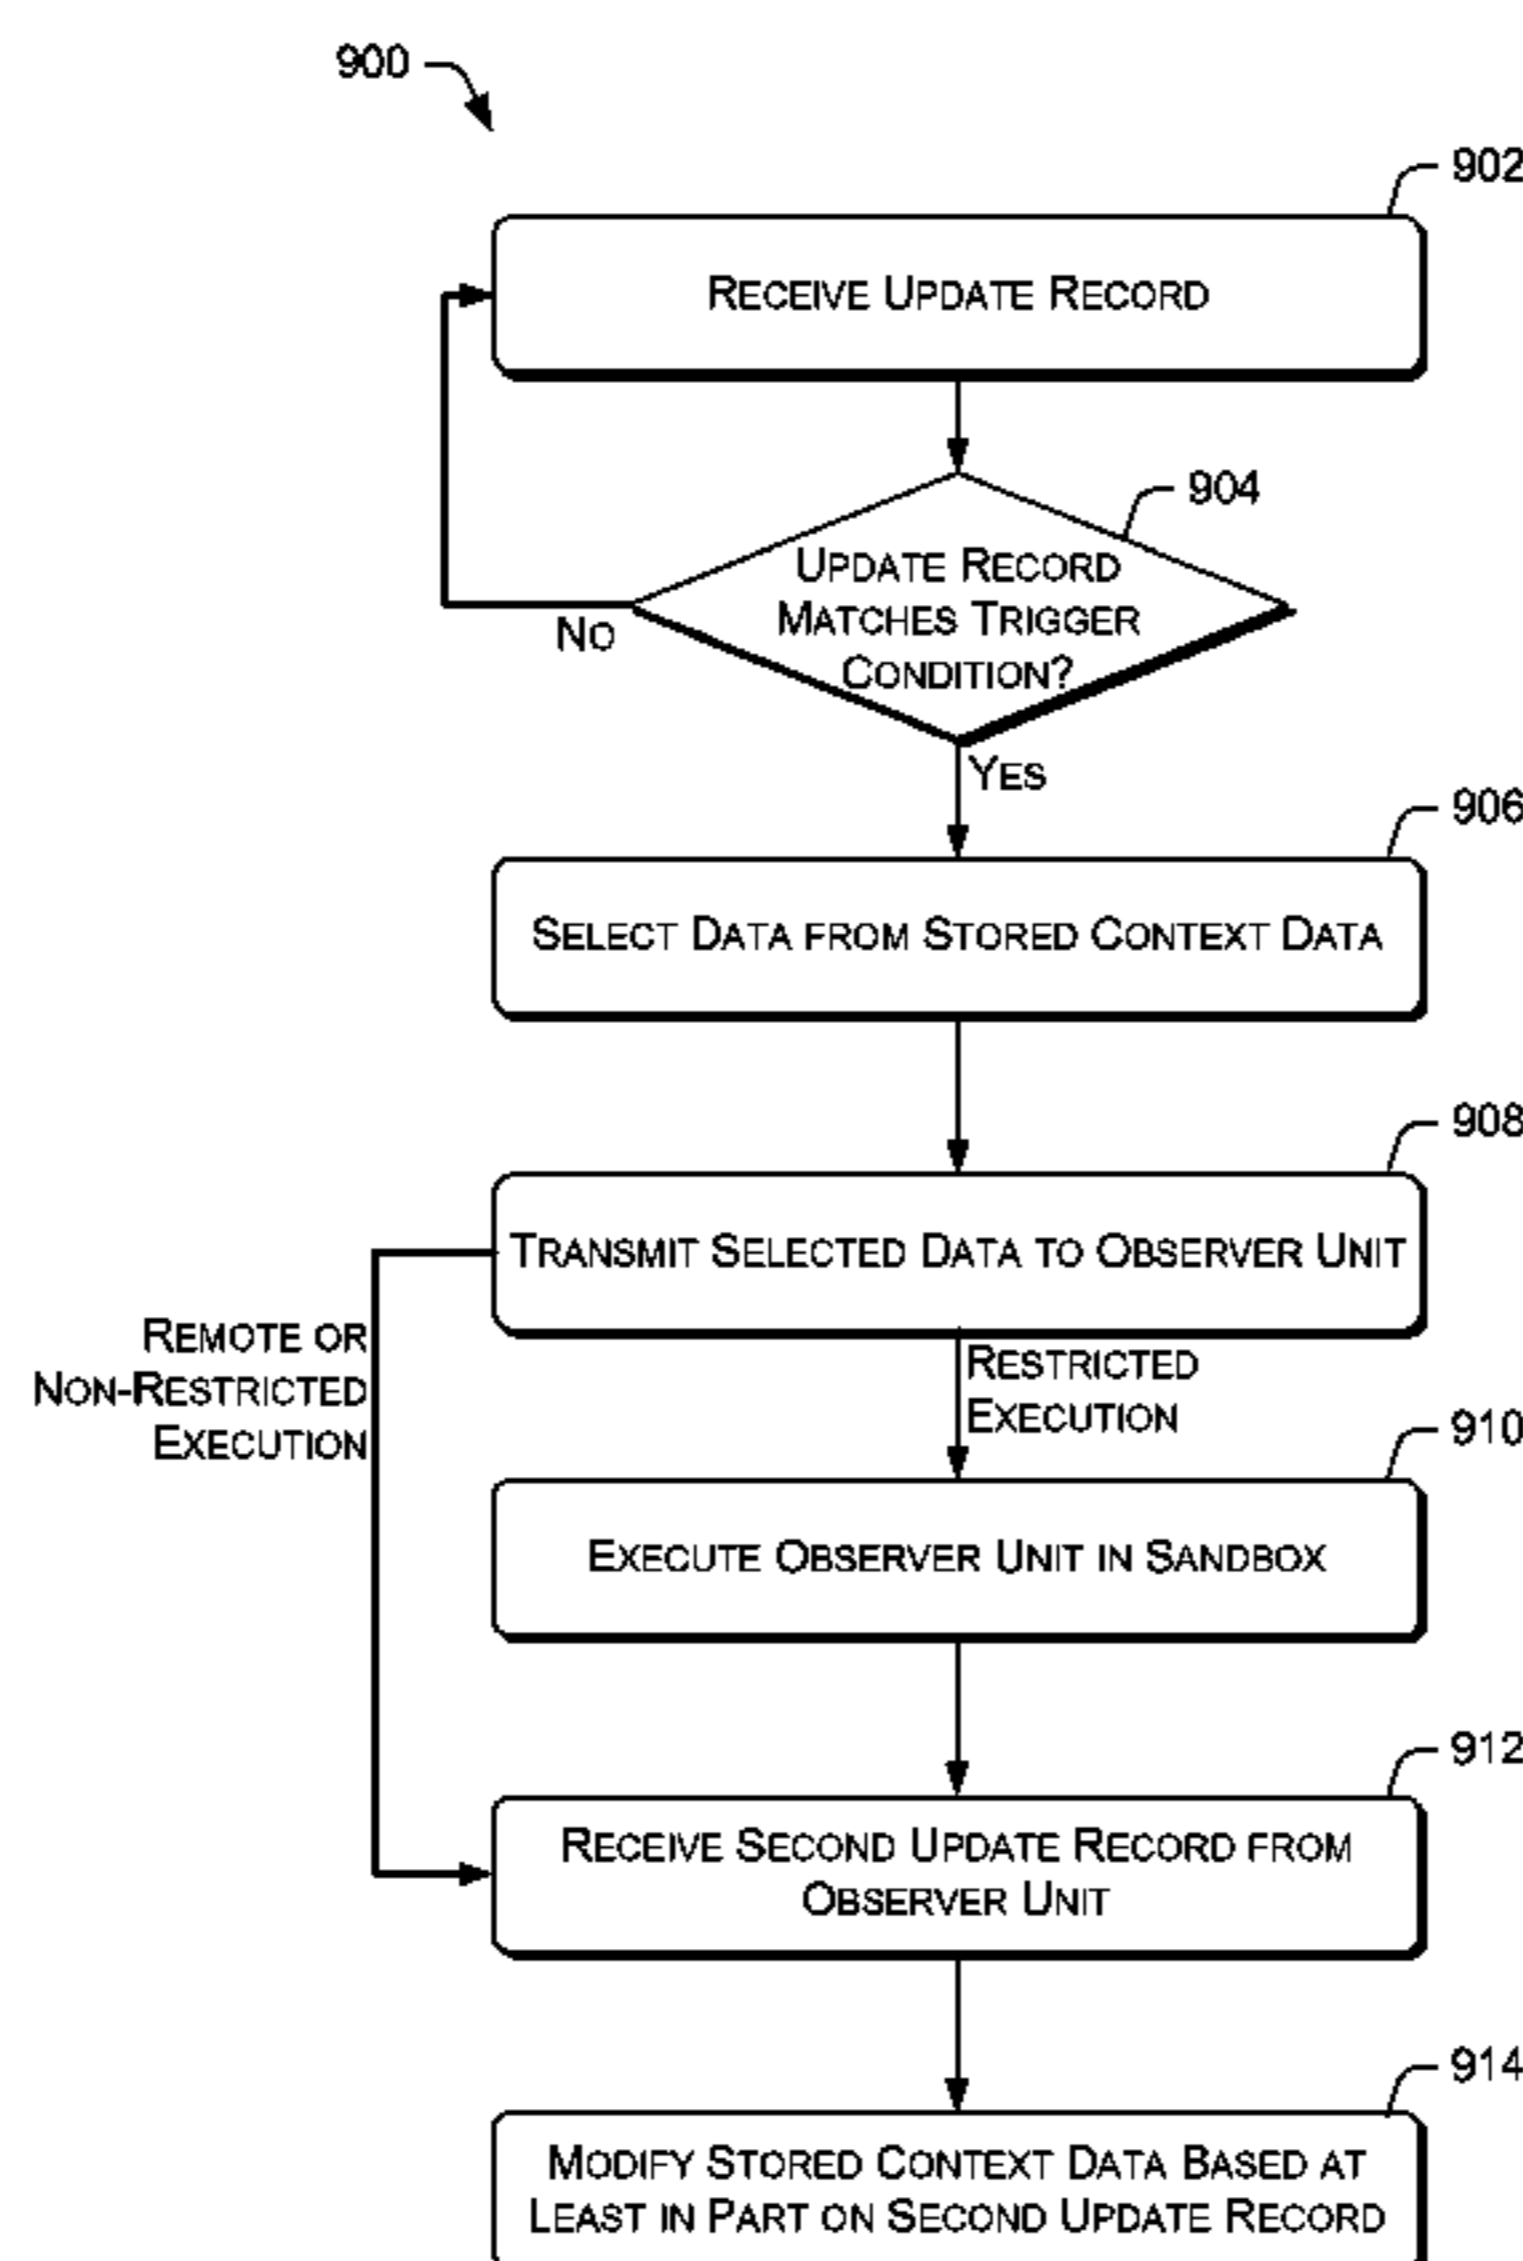 900
902
RECEIVE UPDATE RECORD
904
UPDATE RECORD
MATCHES TRIGGER
CONDITION?
NO
YES
906
SELECT DATA FROM STORED CONTEXT DATA
908
TRANSMIT SELECTED DATA TO OBSERVER UNIT
REMOTE OR
NON-RESTRICTED
EXECUTION
RESTRICTED
EXECUTION
910
EXECUTE OBSERVER UNIT IN SANDBOX
912
RECEIVE SECOND UPDATE RECORD FROM
OBSERVER UNIT
914
MODIFY STORED CONTEXT DATA BASED AT
LEAST IN PART ON SECOND UPDATE RECORD